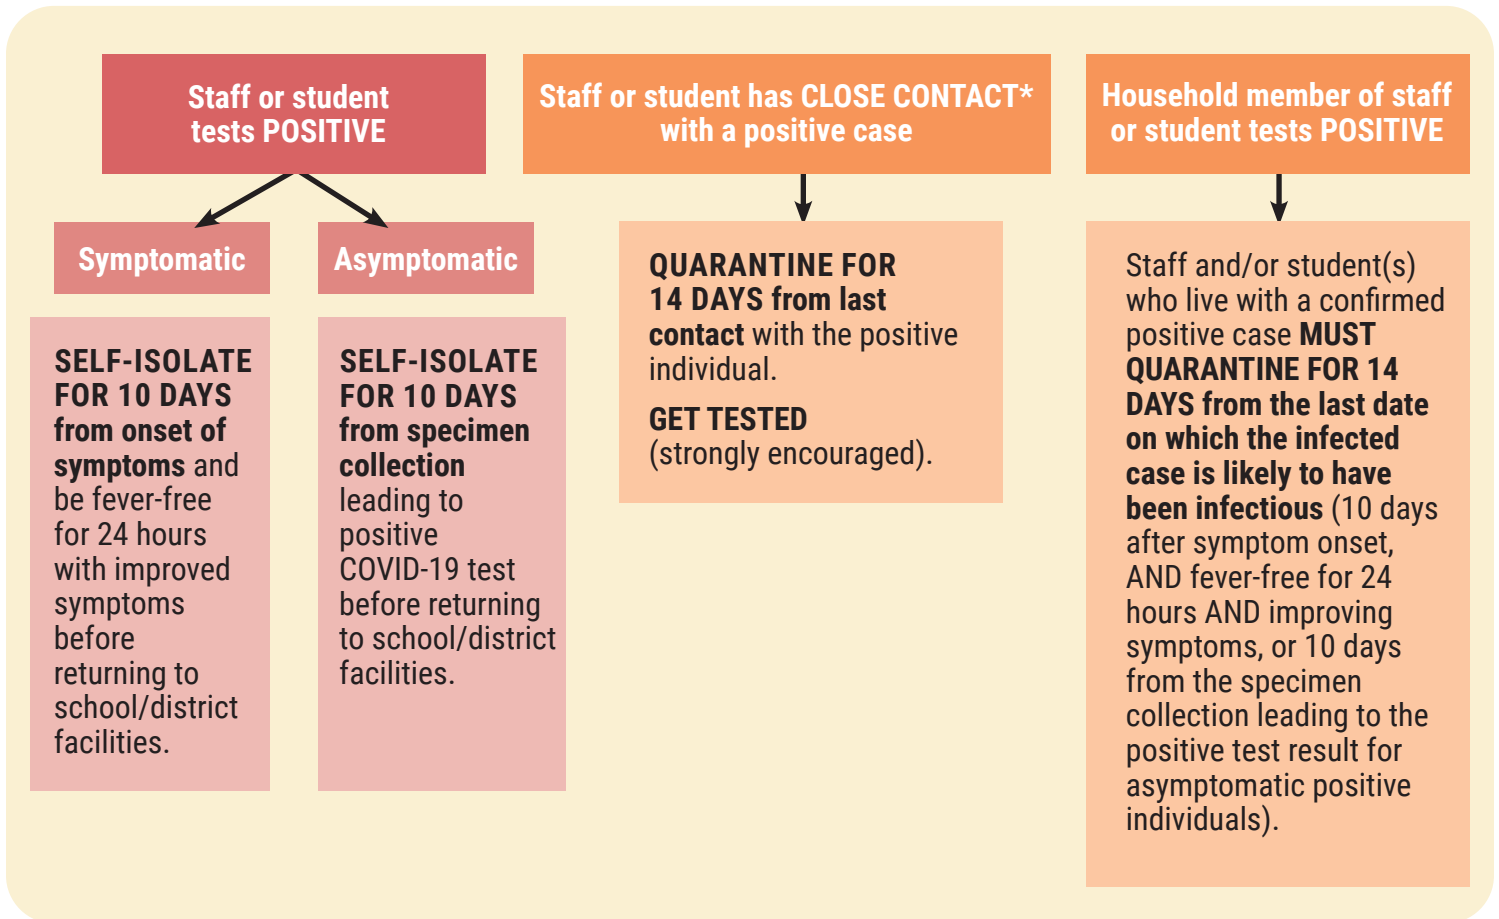 Staff or student
tests POSITIVE
Symptomatic
SELF-ISOLATE
FOR 10 DAYS
from onset of
symptoms and
be fever-free
for 24 hours
with improved
symptoms
before
returning to
school/district
facilities.
Asymptomatic
SELF-ISOLATE
FOR 10 DAYS
from specimen
collection
leading to
positive
COVID-19 test
before returning
to school/district
facilities.
Staff or student has CLOSE CONTACT*
with a positive case
QUARANTINE FOR
14 DAYS from last
contact with the positive
individual.
GET TESTED
(strongly encouraged).
Household member of staff
or student tests POSITIVE
Staff and/or student(s)
who live with a confirmed
positive case MUST
QUARANTINE FOR 14
DAYS from the last date
on which the infected
case is likely to have
been infectious (10 days
after symptom onset,
AND fever-free for 24
hours AND improving
symptoms, or 10 days
from the specimen
collection leading to the
positive test result for
asymptomatic positive
individuals).